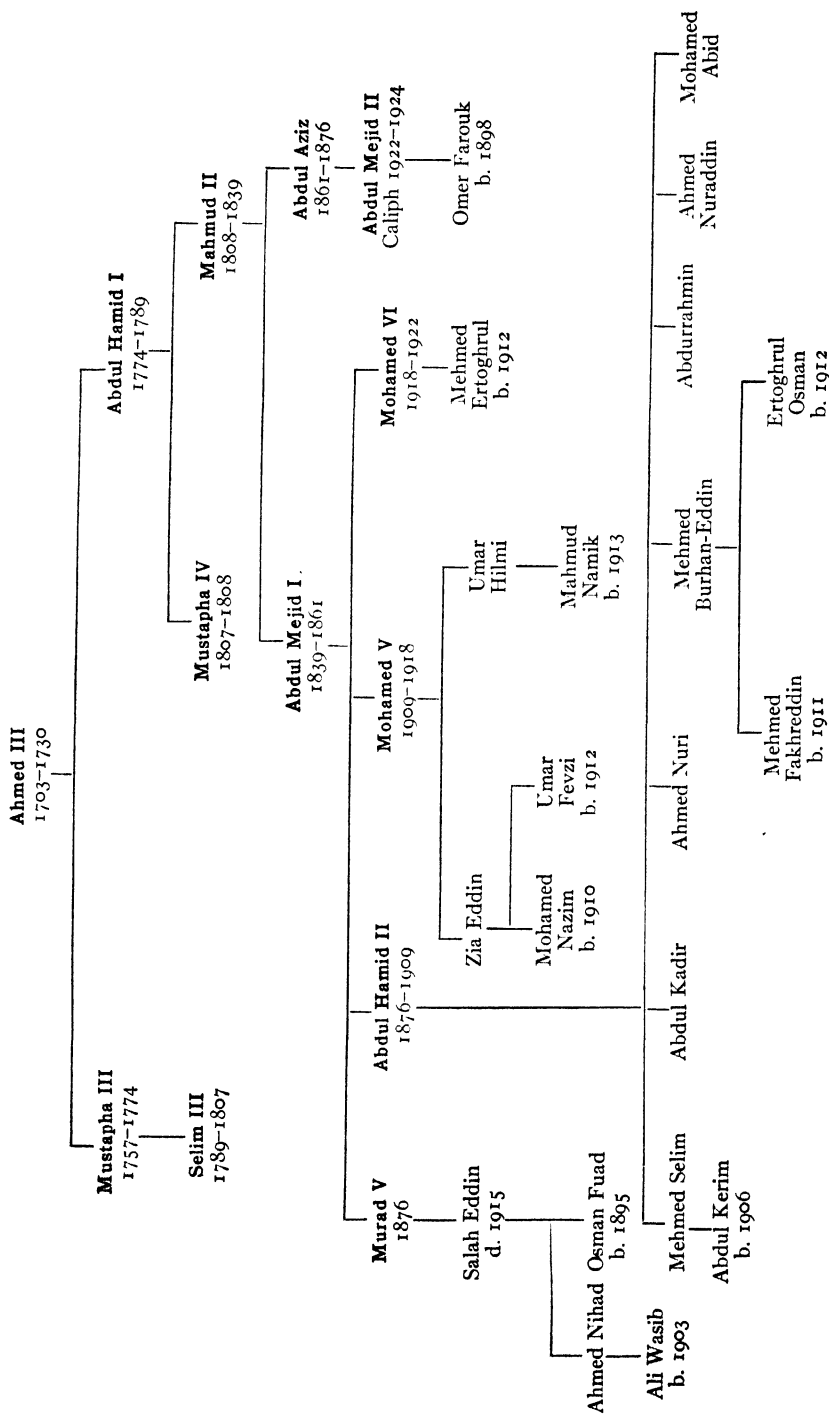 Ahmed III
1703–1730
Mustapha III
1757–1774
Abdul Hamid I
1774–1789
Selim III
1789–1807
Mustapha IV
1807–1808
Mahmud II
1808–1839
Abdul Mejid I
1839–1861
Abdul Aziz
1861–1876
Murad V
1876
Abdul Hamid II
1876–1909
Mohamed V
1909–1918
Mohamed VI
1918–1922
Abdul Mejid II
Caliph 1922–1924
Salah Eddin
d. 1915
Zia Eddin
Umar
Hilmi
Mehmed
Ertoghrul
b. 1912
Omer Farouk
b. 1898
Mohamed
Nazim
b. 1910
Umar
Fevzi
b. 1912
Mahmud
Namik
b. 1913
Ahmed Nihad
Osman Fuad
b. 1895
Ali Wasib
b. 1903
Mehmed Selim
Abdul Kadir
Ahmed Nuri
Mehmed
Burhan-Eddin
Abdurrahmin
Ahmed
Nuraddin
Mohamed
Abid
Abdul Kerim
b. 1906
Mehmed
Fakhreddin
b. 1911
Ertoghrul
Osman
b. 1912